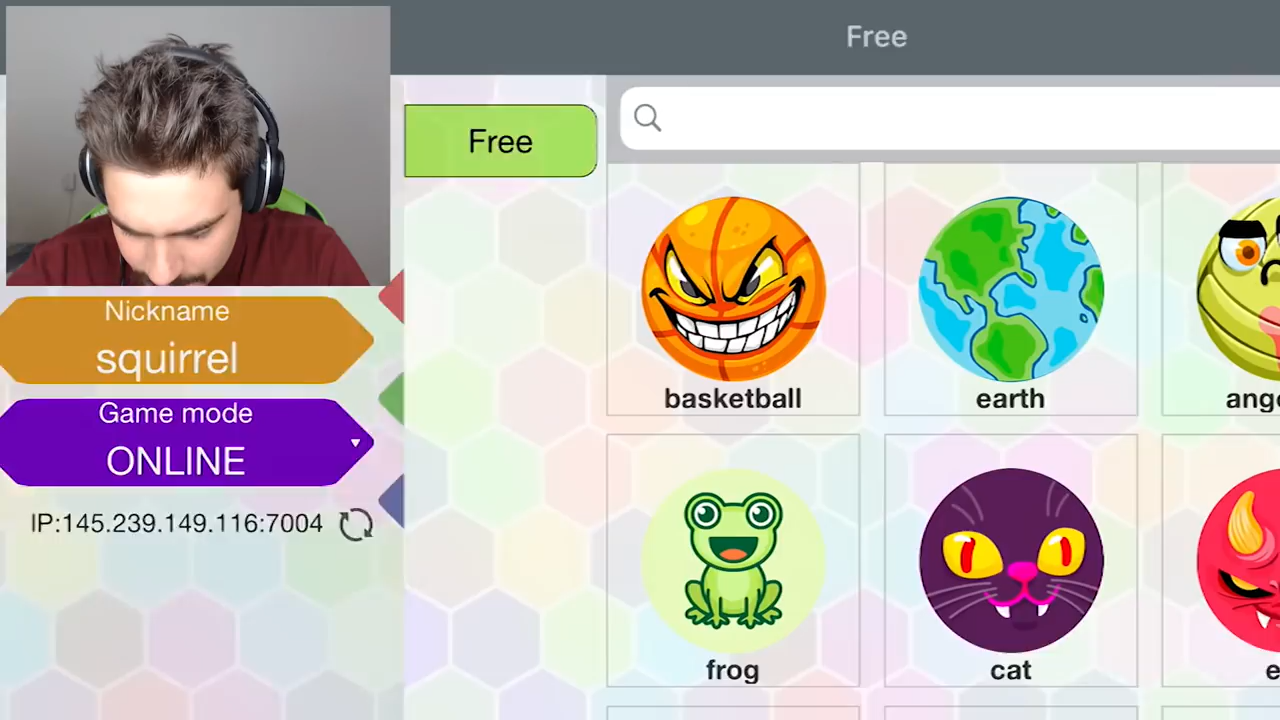 Free
Free
Nickname
squirrel
Game mode
ONLINE
IP:145.239.149.116:7004
basketball
earth
frog
cat